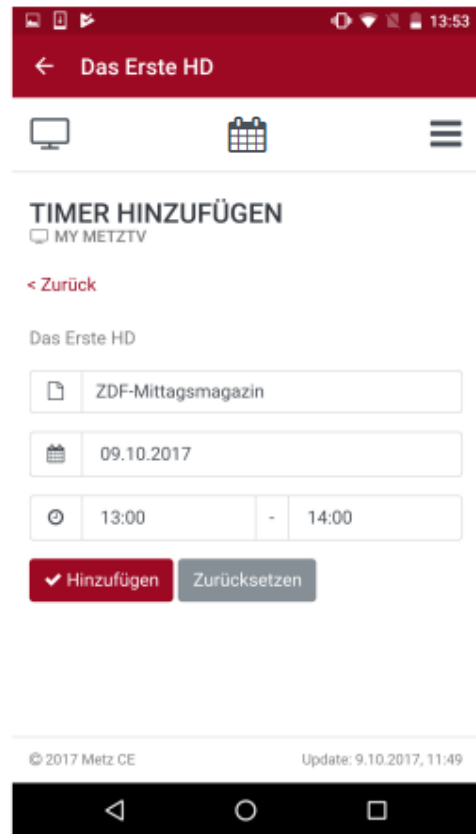 13:53
Das Erste HD
TIMER HINZUFÜGEN
MY METZTV
< Zurück
Das Erste HD
ZDF-Mittagsmagazin
09.10.2017
13:00 - 14:00
Hinzufügen Zurücksetzen
© 2017 Metz CE Update: 9.10.2017, 11:49